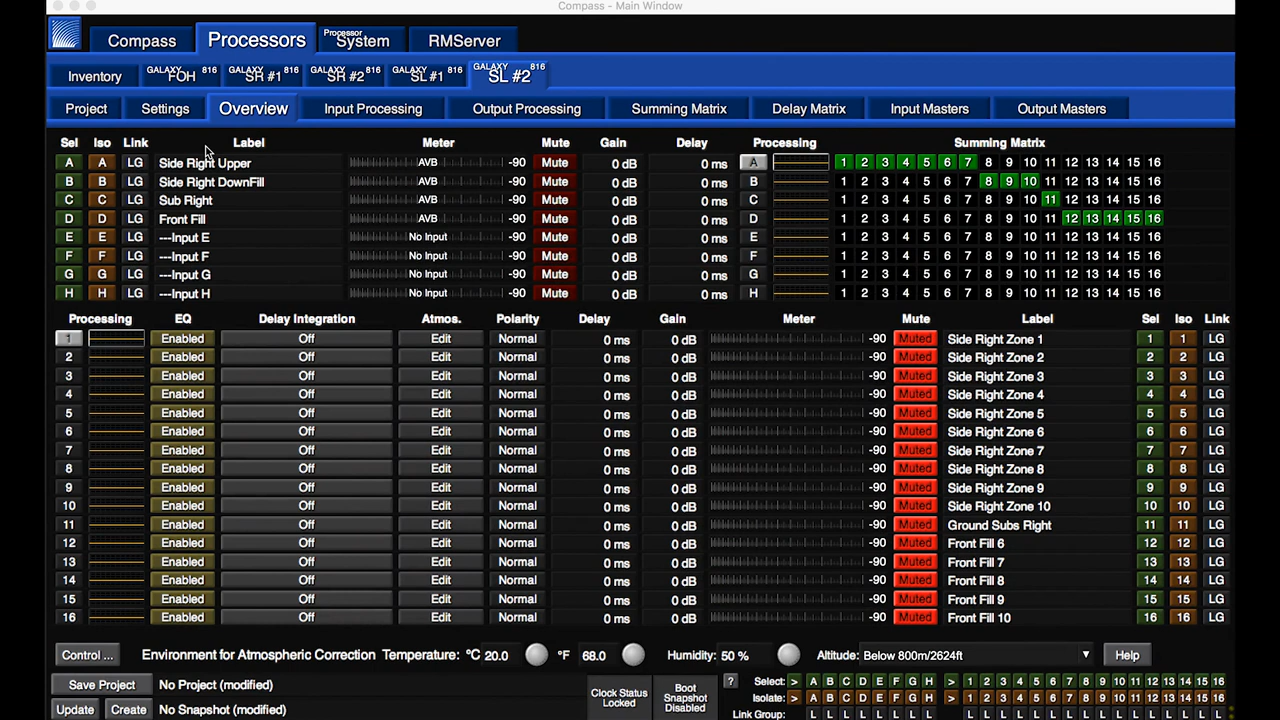 Compass - Main Window
Compass Processors Processor System RMServer
Inventory GALAXY FOH 816 GALAXY SR #1 816 GALAXY SR #2 816 GALAXY SL #1 816 GALAXY SL #2 816
Project Settings Overview Input Processing Output Processing Summing Matrix Delay Matrix Input Masters Output Masters
Sel Iso Link Label Meter Mute Gain Delay Processing Summing Matrix
A A LG Side Right Upper AVB -90 Mute 0 dB 0 ms A 1 2 3 4 5 6 7 8 9 10 11 12 13 14 15 16
B B LG Side Right DownFill AVB -90 Mute 0 dB 0 ms B 1 2 3 4 5 6 7 8 9 10 11 12 13 14 15 16
C C LG Sub Right AVB -90 Mute 0 dB 0 ms C 1 2 3 4 5 6 7 8 9 10 11 12 13 14 15 16
D D LG Front Fill AVB -90 Mute 0 dB 0 ms D 1 2 3 4 5 6 7 8 9 10 11 12 13 14 15 16
E E LG ---Input E No Input -90 Mute 0 dB 0 ms E 1 2 3 4 5 6 7 8 9 10 11 12 13 14 15 16
F F LG ---Input F No Input -90 Mute 0 dB 0 ms F 1 2 3 4 5 6 7 8 9 10 11 12 13 14 15 16
G G LG ---Input G No Input -90 Mute 0 dB 0 ms G 1 2 3 4 5 6 7 8 9 10 11 12 13 14 15 16
H H LG ---Input H No Input -90 Mute 0 dB 0 ms H 1 2 3 4 5 6 7 8 9 10 11 12 13 14 15 16
Processing EQ Delay Integration Atmos. Polarity Delay Gain Meter Mute Label Sel Iso Link
1 Enabled Off Edit Normal 0 ms 0 dB -90 Muted Side Right Zone 1 1 1 LG
2 Enabled Off Edit Normal 0 ms 0 dB -90 Muted Side Right Zone 2 2 2 LG
3 Enabled Off Edit Normal 0 ms 0 dB -90 Muted Side Right Zone 3 3 3 LG
4 Enabled Off Edit Normal 0 ms 0 dB -90 Muted Side Right Zone 4 4 4 LG
5 Enabled Off Edit Normal 0 ms 0 dB -90 Muted Side Right Zone 5 5 5 LG
6 Enabled Off Edit Normal 0 ms 0 dB -90 Muted Side Right Zone 6 6 6 LG
7 Enabled Off Edit Normal 0 ms 0 dB -90 Muted Side Right Zone 7 7 7 LG
8 Enabled Off Edit Normal 0 ms 0 dB -90 Muted Side Right Zone 8 8 8 LG
9 Enabled Off Edit Normal 0 ms 0 dB -90 Muted Side Right Zone 9 9 9 LG
10 Enabled Off Edit Normal 0 ms 0 dB -90 Muted Side Right Zone 10 10 10 LG
11 Enabled Off Edit Normal 0 ms 0 dB -90 Muted Ground Subs Right 11 11 LG
12 Enabled Off Edit Normal 0 ms 0 dB -90 Muted Front Fill 6 12 12 LG
13 Enabled Off Edit Normal 0 ms 0 dB -90 Muted Front Fill 7 13 13 LG
14 Enabled Off Edit Normal 0 ms 0 dB -90 Muted Front Fill 8 14 14 LG
15 Enabled Off Edit Normal 0 ms 0 dB -90 Muted Front Fill 9 15 15 LG
16 Enabled Off Edit Normal 0 ms 0 dB -90 Muted Front Fill 10 16 16 LG
Control ... Environment for Atmospheric Correction Temperature: °C 20.0 °F 68.0 Humidity: 50 % Altitude: Below 800m/2624ft ▼ Help
Save Project No Project (modified) Clock Status Locked Boot Snapshot Disabled ? Select: > A B C D E F G H > 1 2 3 4 5 6 7 8 9 10 11 12 13 14 15 16
Isolate: > A B C D E F G H > 1 2 3 4 5 6 7 8 9 10 11 12 13 14 15 16
Update Create No Snapshot (modified) Link Group: L L L L L L L L L L L L L L L L L L L L L L L L